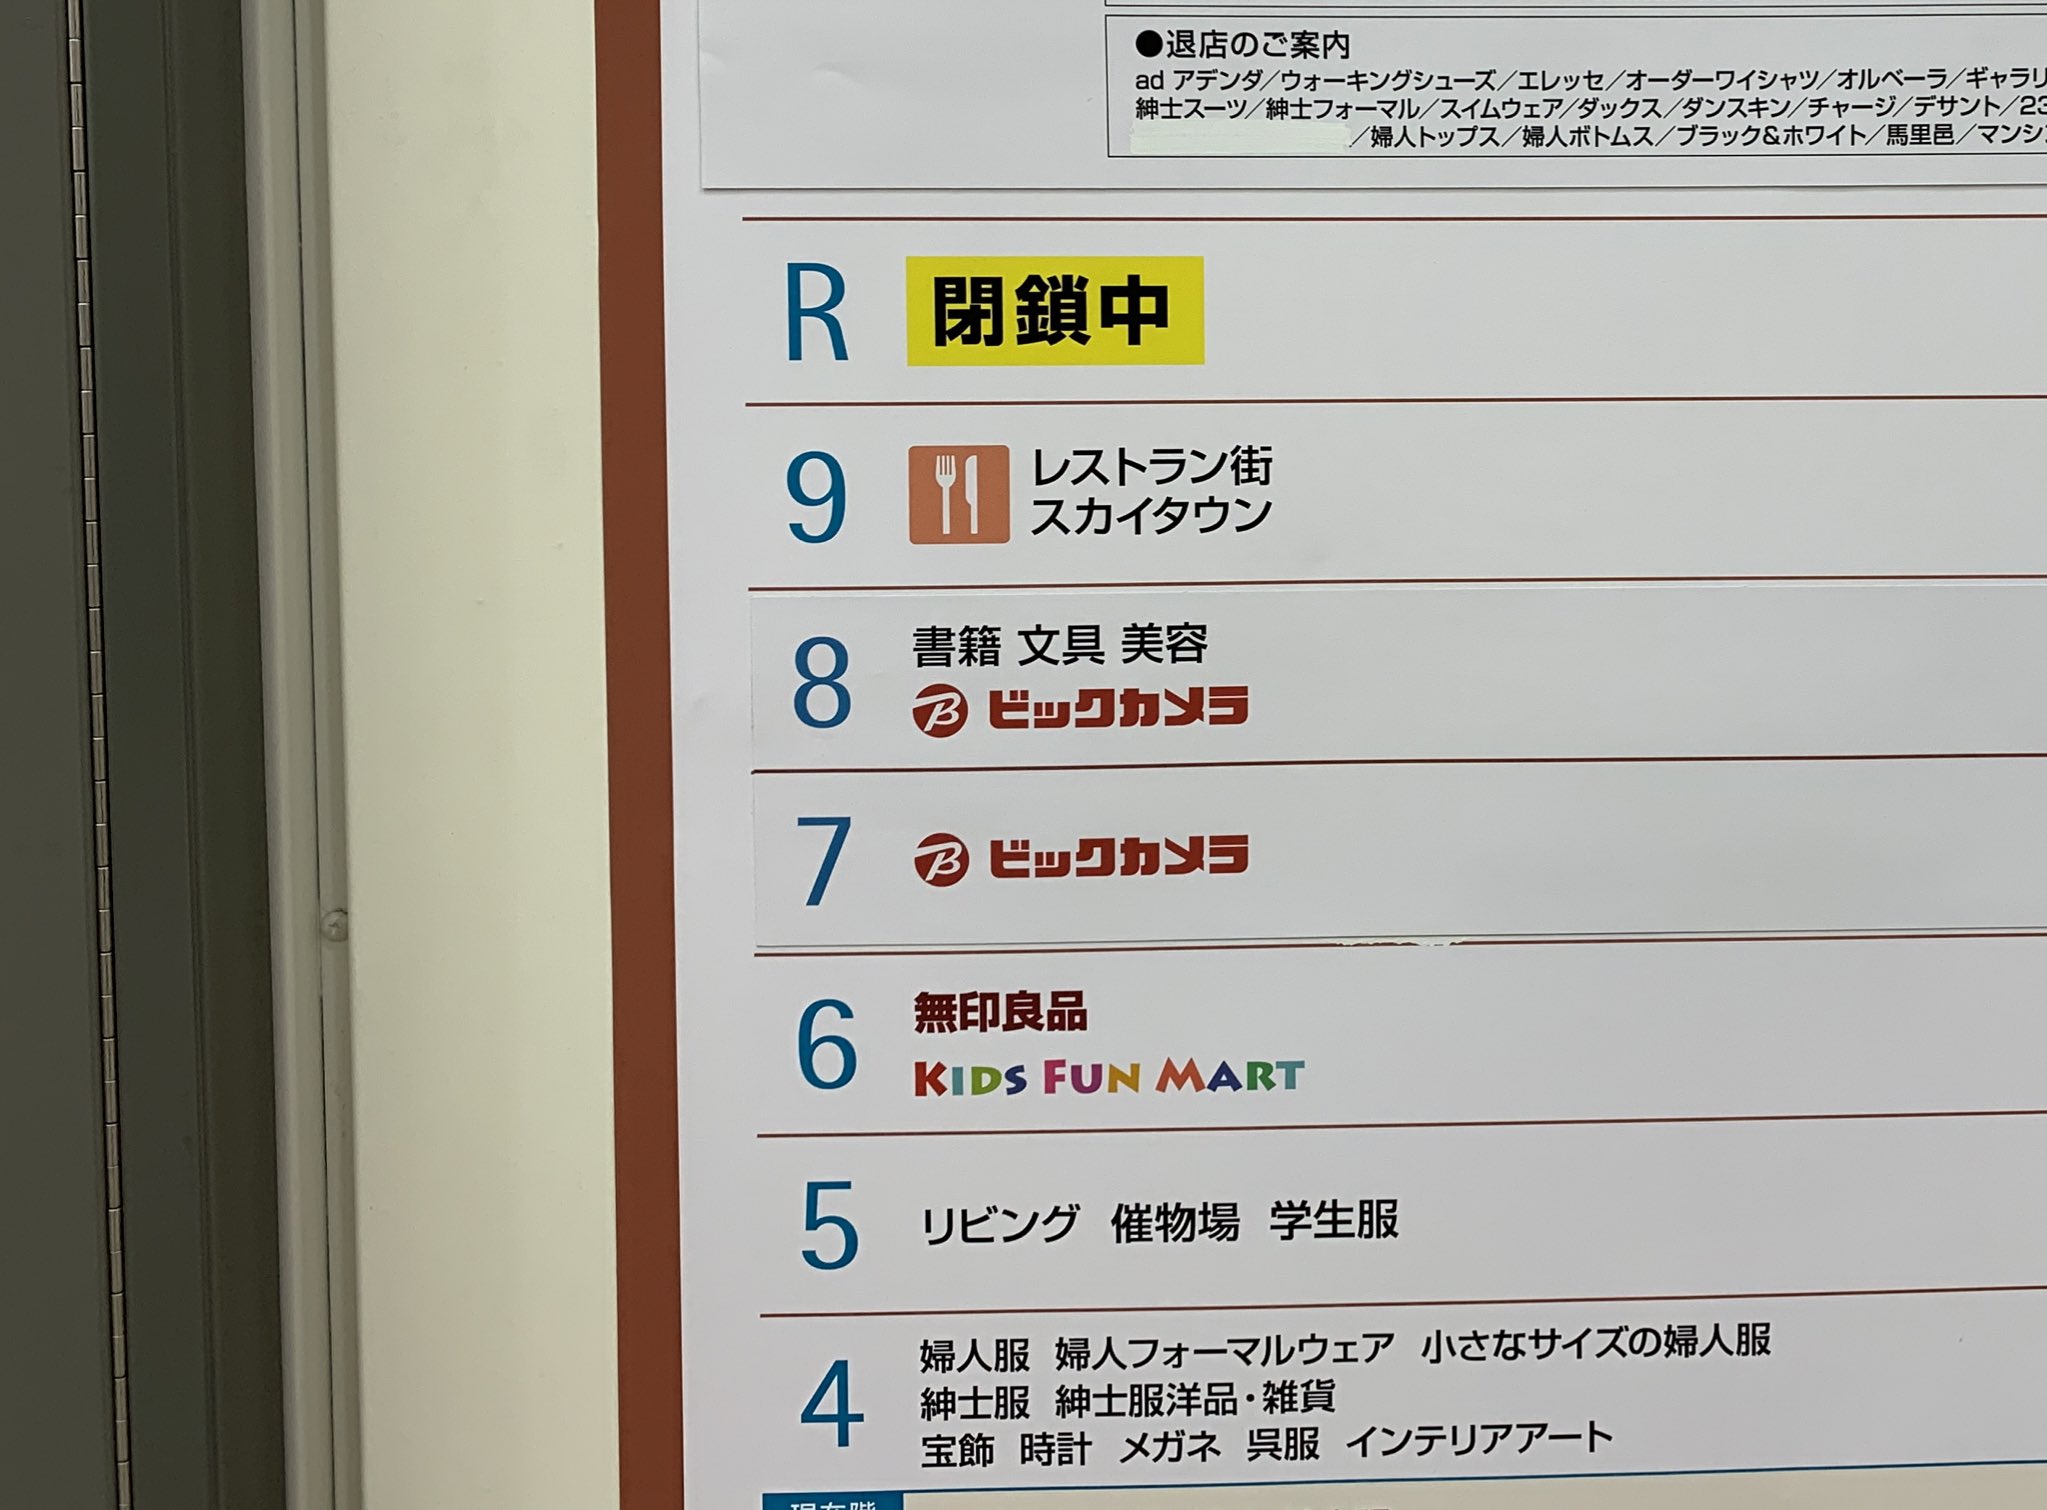 ●退店のご案内
ad アデンダ／ウォーキングシューズ／エレッセ／オーダーワイシャツ／オルベーラ／ギャラリ
紳士スーツ／紳士フォーマル／スイムウェア／ダックス／ダンスキン／チャージ／デサント／23
／婦人トップス／婦人ボトムス／ブラック&ホワイト／馬里邑／マンシ
R 閉鎖中
9 レストラン街
スカイタウン
8 書籍 文具 美容
B ビックカメラ
7 B ビックカメラ
6 無印良品
KIDS FUN MART
5 リビング 催物場 学生服
4 婦人服 婦人フォーマルウェア 小さなサイズの婦人服
紳士服 紳士服洋品・雑貨
宝飾 時計 メガネ 呉服 インテリアアート
現在階